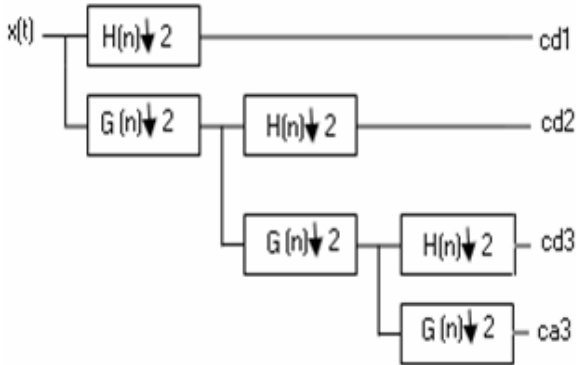 x(t) H(n)↓2 cd1
G(n)↓2 H(n)↓2 cd2
G(n)↓2 H(n)↓2 cd3
G(n)↓2 ca3